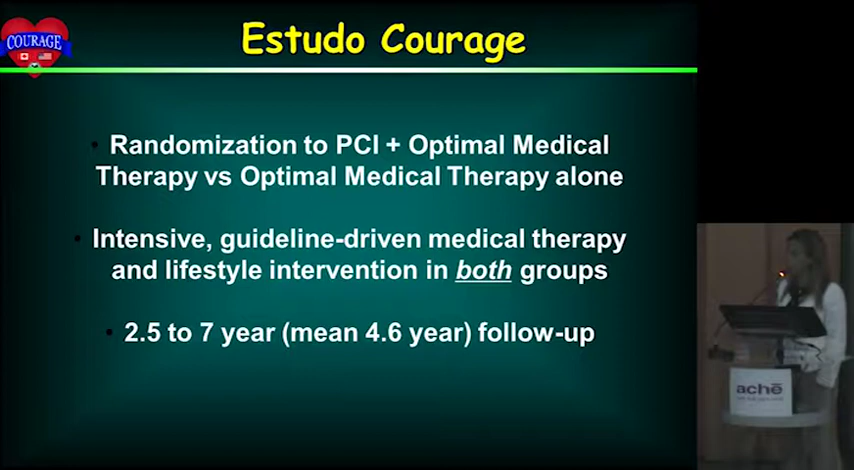 COURAGE
Estudo Courage
• Randomization to PCI + Optimal Medical
Therapy vs Optimal Medical Therapy alone
• Intensive, guideline-driven medical therapy
and lifestyle intervention in both groups
• 2.5 to 7 year (mean 4.6 year) follow-up
achē